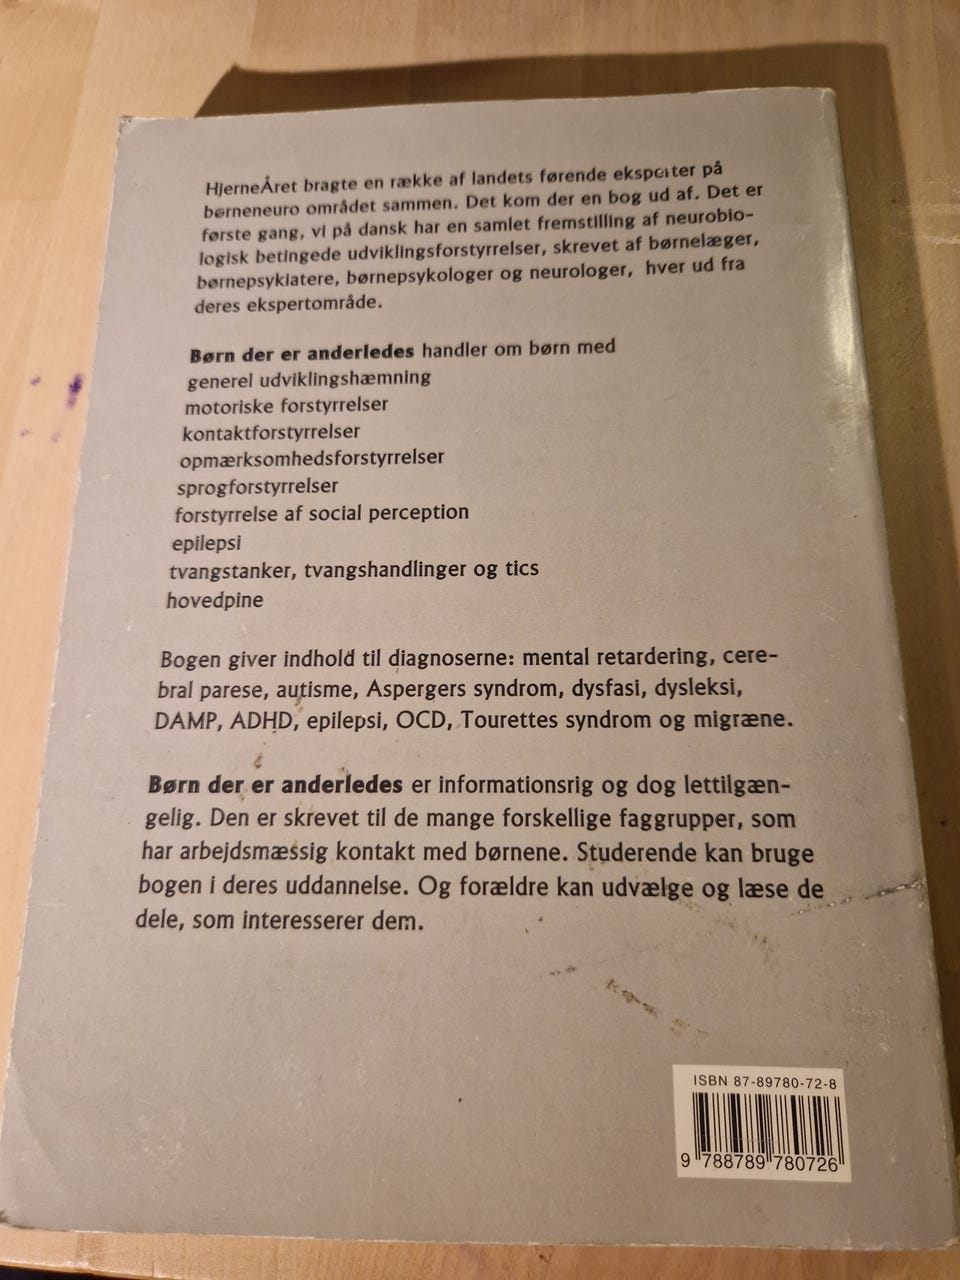 HjerneÅret bragte en række af landets førende eksperter på
børneneuro området sammen. Det kom der en bog ud af. Det er
første gang, vi på dansk har en samlet fremstilling af neurobio-
logisk betingede udviklingsforstyrrelser, skrevet af børnelæger,
børnepsykiatere, børnepsykologer og neurologer, hver ud fra
deres ekspertområde.
Børn der er anderledes handler om børn med
generel udviklingshæmning
motoriske forstyrrelser
kontaktforstyrrelser
opmærksomhedsforstyrrelser
sprogforstyrrelser
forstyrrelse af social perception
epilepsi
tvangstanker, tvangshandlinger og tics
hovedpine
Bogen giver indhold til diagnoserne: mental retardering, cere-
bral parese, autisme, Aspergers syndrom, dysfasi, dysleksi,
DAMP, ADHD, epilepsi, OCD, Tourettes syndrom og migræne.
Børn der er anderledes er informationsrig og dog lettilgæn-
gelig. Den er skrevet til de mange forskellige faggrupper, som
har arbejdsmæssig kontakt med børnene. Studerende kan bruge
bogen i deres uddannelse. Og forældre kan udvælge og læse de
dele, som interesserer dem.
ISBN 87-89780-72-8
9 788789 780726